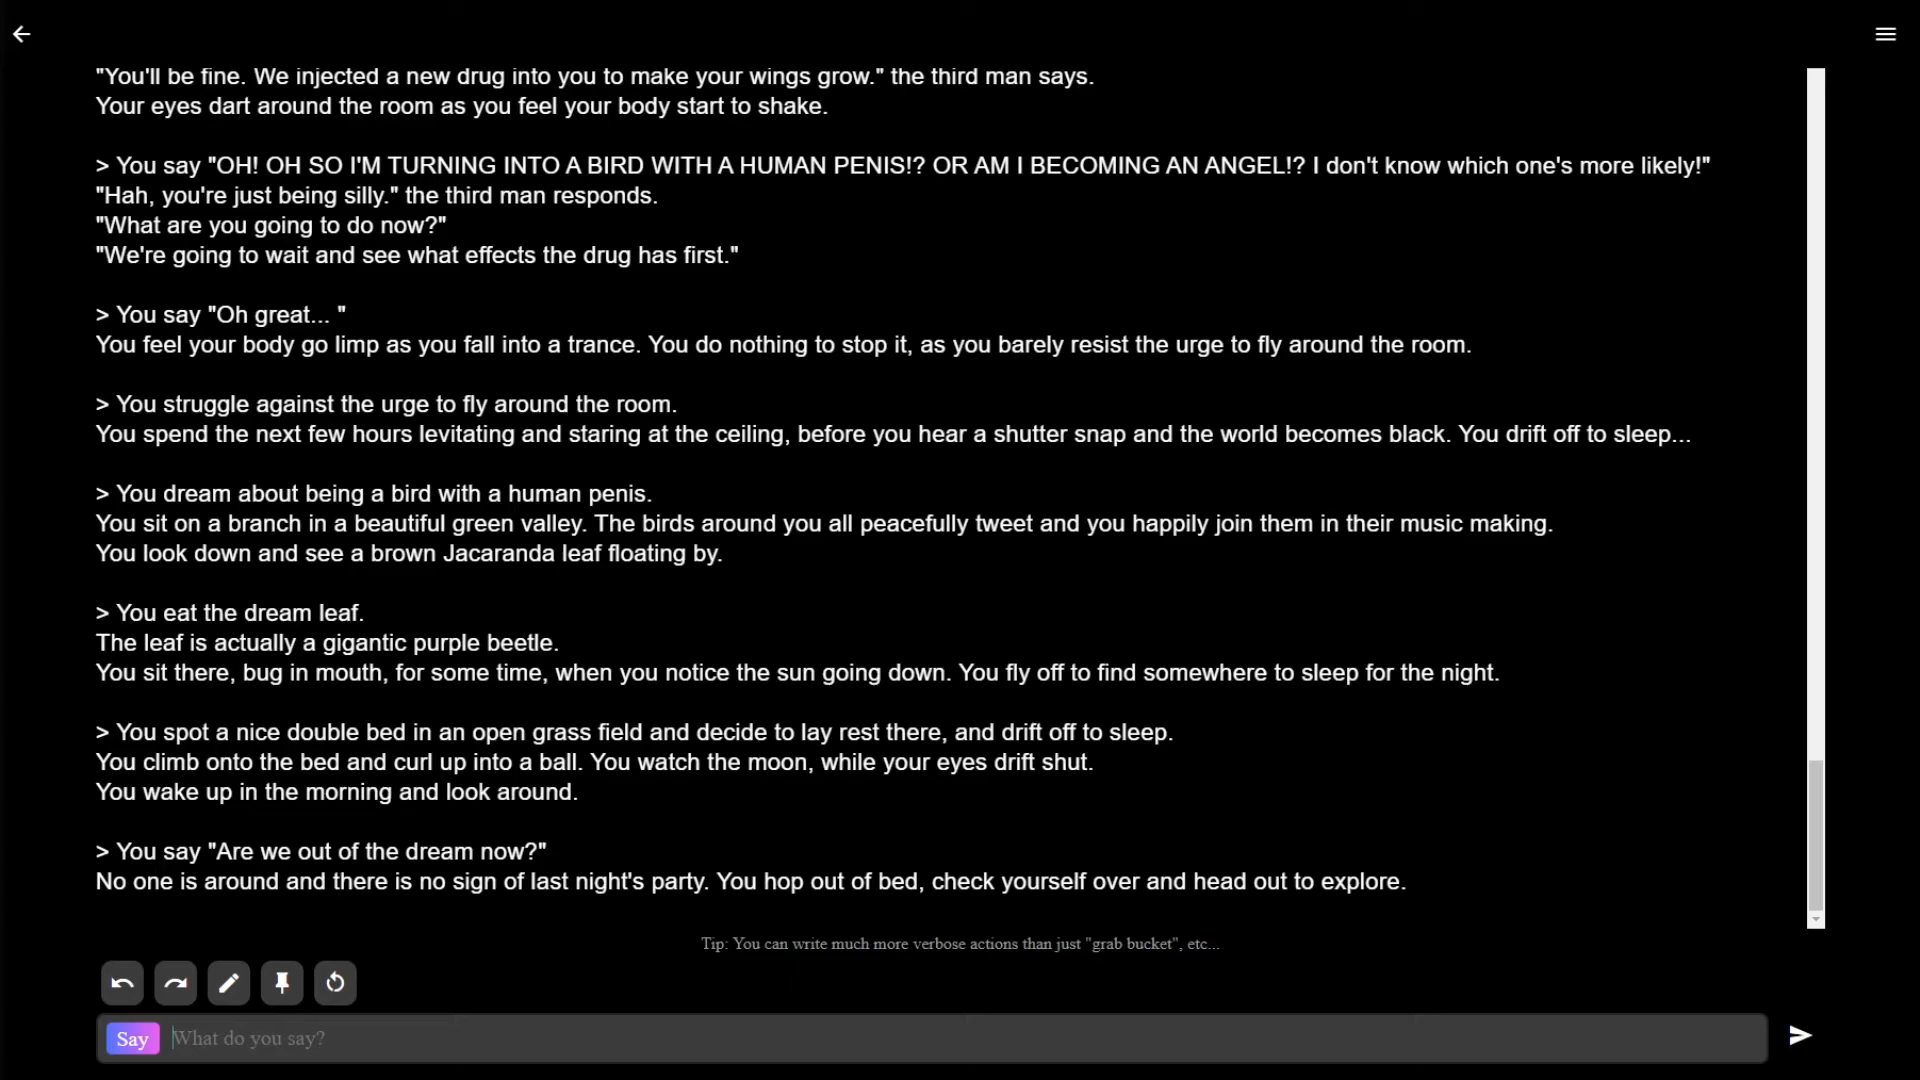 "You'll be fine. We injected a new drug into you to make your wings grow." the third man says.
Your eyes dart around the room as you feel your body start to shake.
> You say "OH! OH SO I'M TURNING INTO A BIRD WITH A HUMAN PENIS!? OR AM I BECOMING AN ANGEL!? I don't know which one's more likely!"
"Hah, you're just being silly." the third man responds.
"What are you going to do now?"
"We're going to wait and see what effects the drug has first."
> You say "Oh great... "
You feel your body go limp as you fall into a trance. You do nothing to stop it, as you barely resist the urge to fly around the room.
> You struggle against the urge to fly around the room.
You spend the next few hours levitating and staring at the ceiling, before you hear a shutter snap and the world becomes black. You drift off to sleep...
> You dream about being a bird with a human penis.
You sit on a branch in a beautiful green valley. The birds around you all peacefully tweet and you happily join them in their music making.
You look down and see a brown Jacaranda leaf floating by.
> You eat the dream leaf.
The leaf is actually a gigantic purple beetle.
You sit there, bug in mouth, for some time, when you notice the sun going down. You fly off to find somewhere to sleep for the night.
> You spot a nice double bed in an open grass field and decide to lay rest there, and drift off to sleep.
You climb onto the bed and curl up into a ball. You watch the moon, while your eyes drift shut.
You wake up in the morning and look around.
> You say "Are we out of the dream now?"
No one is around and there is no sign of last night's party. You hop out of bed, check yourself over and head out to explore.
Tip: You can write much more verbose actions than just "grab bucket", etc...
Say What do you say?